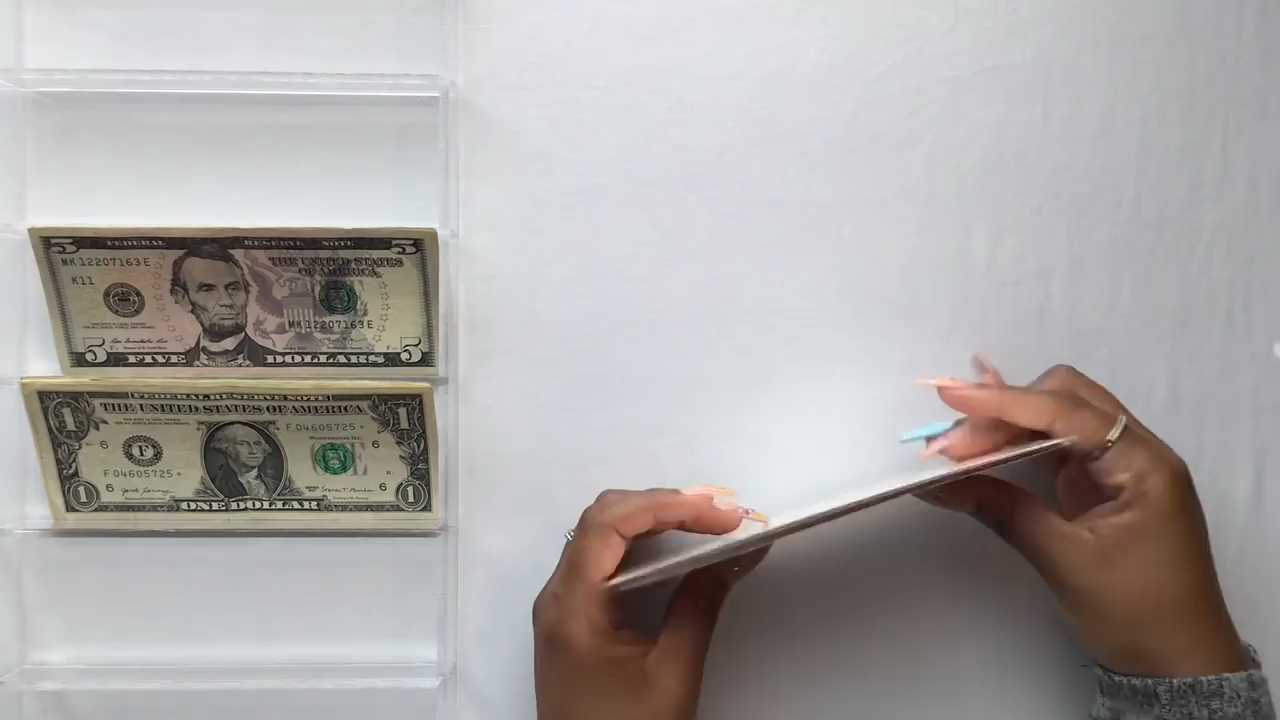 5 FEDERAL RESERVE NOTE 5
MK 12207163 E
THE UNITED STATES
OF AMERICA
K11
MK 12207163 E
5 FIVE DOLLARS 5
FEDERAL RESERVE NOTE
1 THE UNITED STATES OF AMERICA 1
F 04605725 *
WASHINGTON, D.C.
6 F 6
F 04605725 *
6 6
1 ONE DOLLAR 1